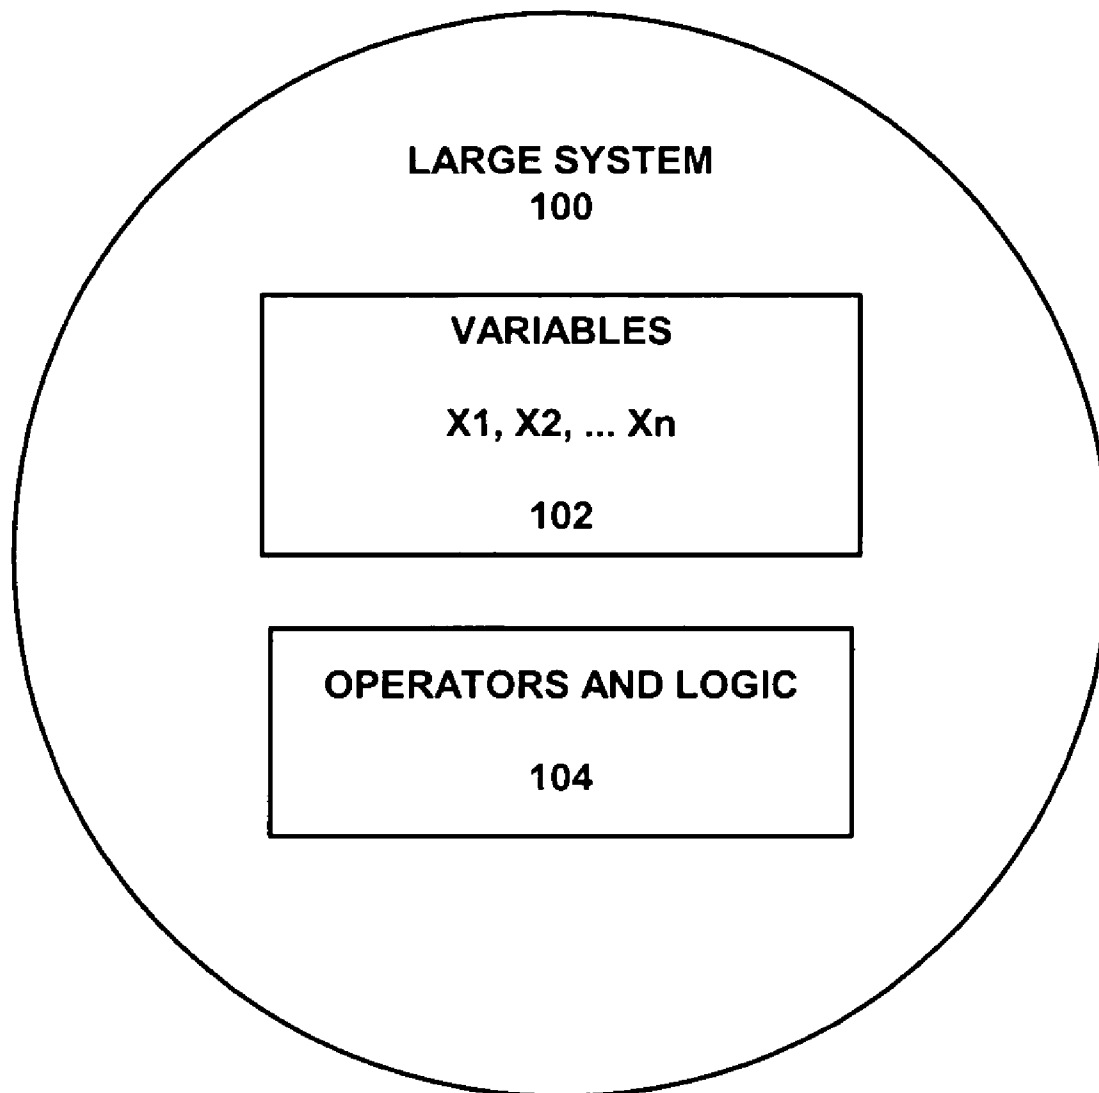 LARGE SYSTEM
100
VARIABLES
X1, X2, ... Xn
102
OPERATORS AND LOGIC
104